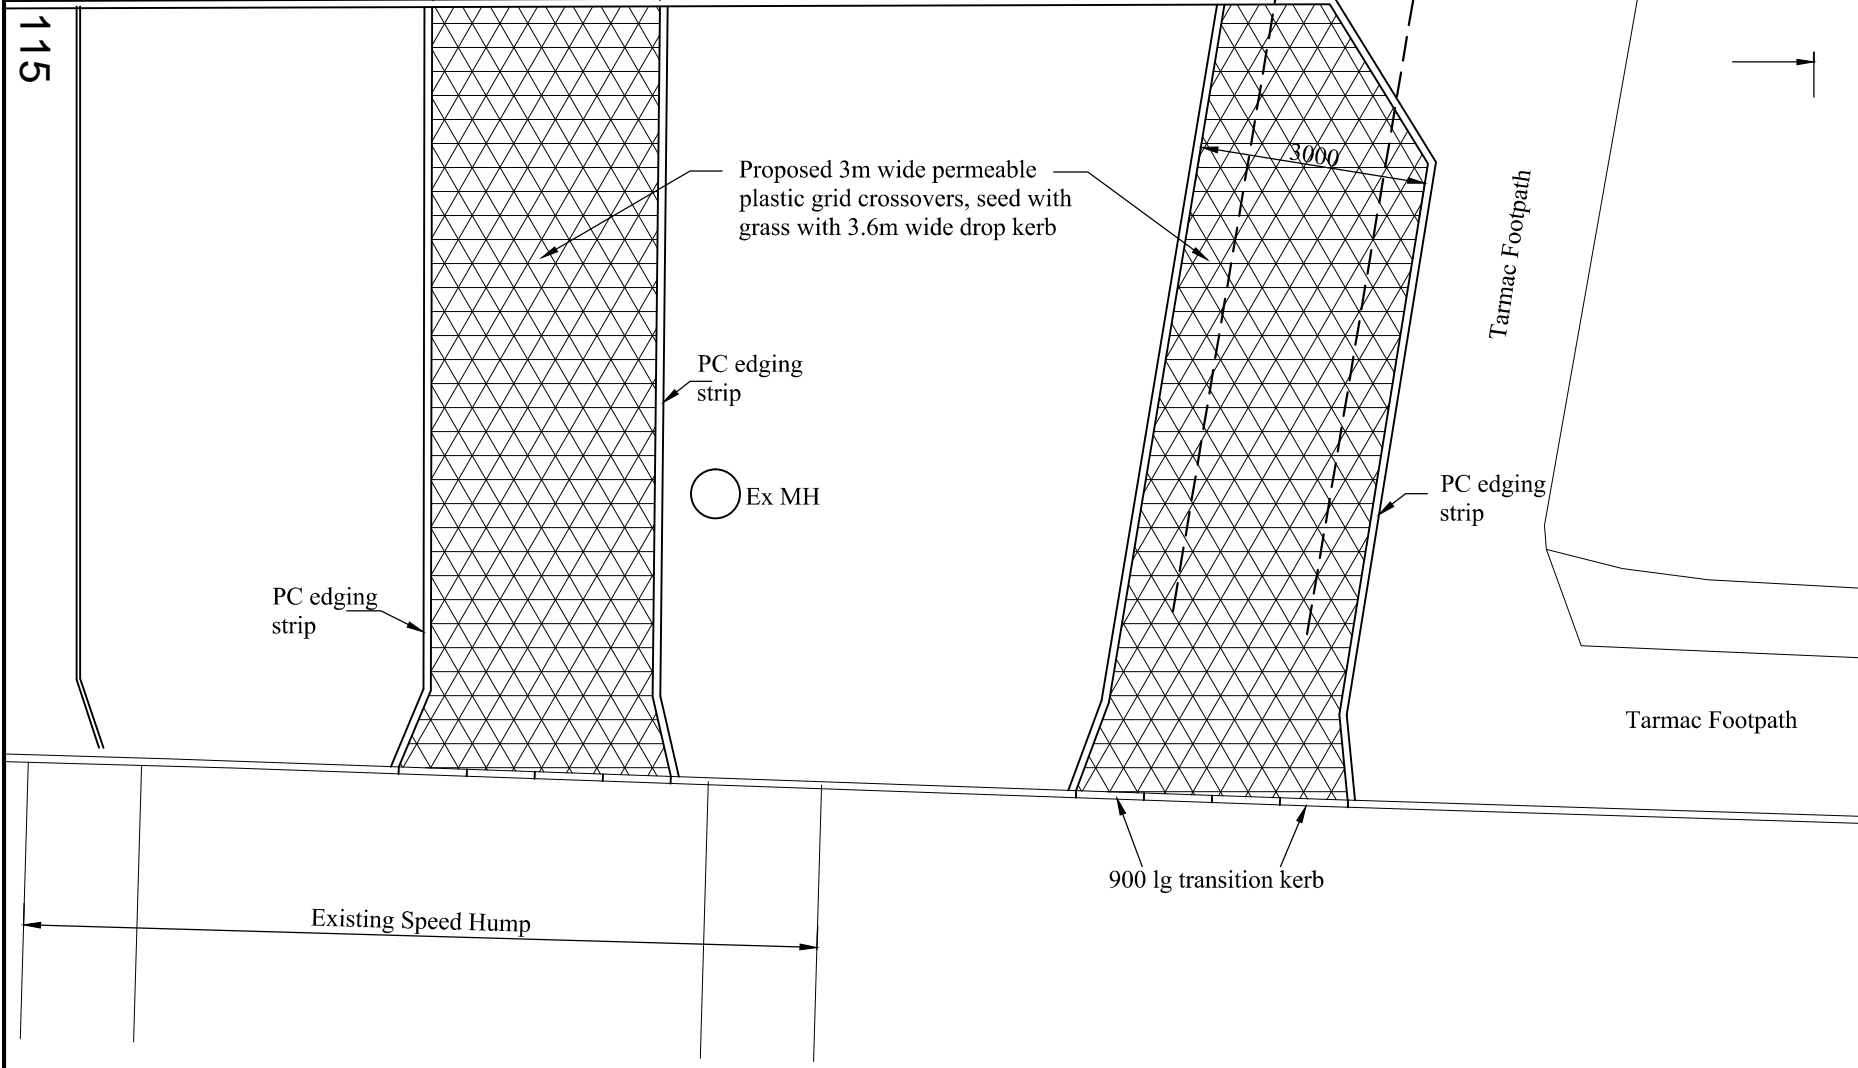 115
3000
Proposed 3m wide permeable
plastic grid crossovers, seed with
grass with 3.6m wide drop kerb
Tarmac Footpath
PC edging
strip
Ex MH
PC edging
strip
PC edging
strip
Tarmac Footpath
900 lg transition kerb
Existing Speed Hump